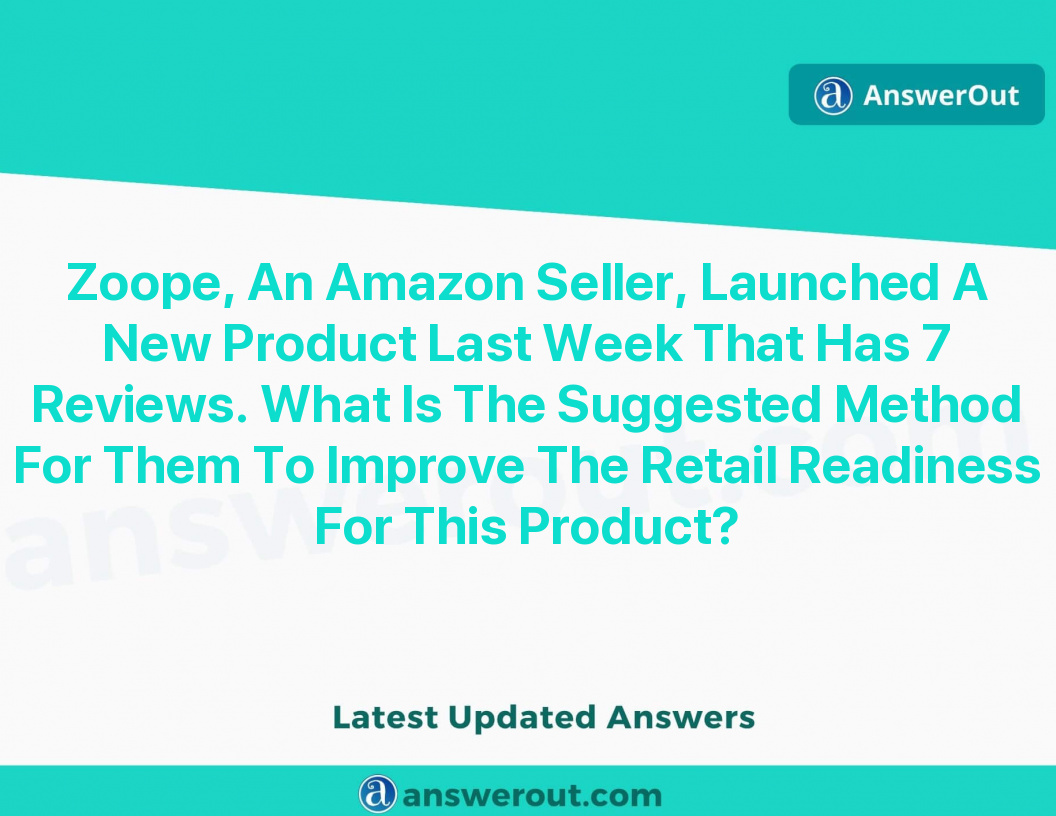 AnswerOut
Zoope, An Amazon Seller, Launched A
New Product Last Week That Has 7
Reviews. What Is The Suggested Method
For Them To Improve The Retail Readiness
For This Product?
answerout.com
Latest Updated Answers
answerout.com